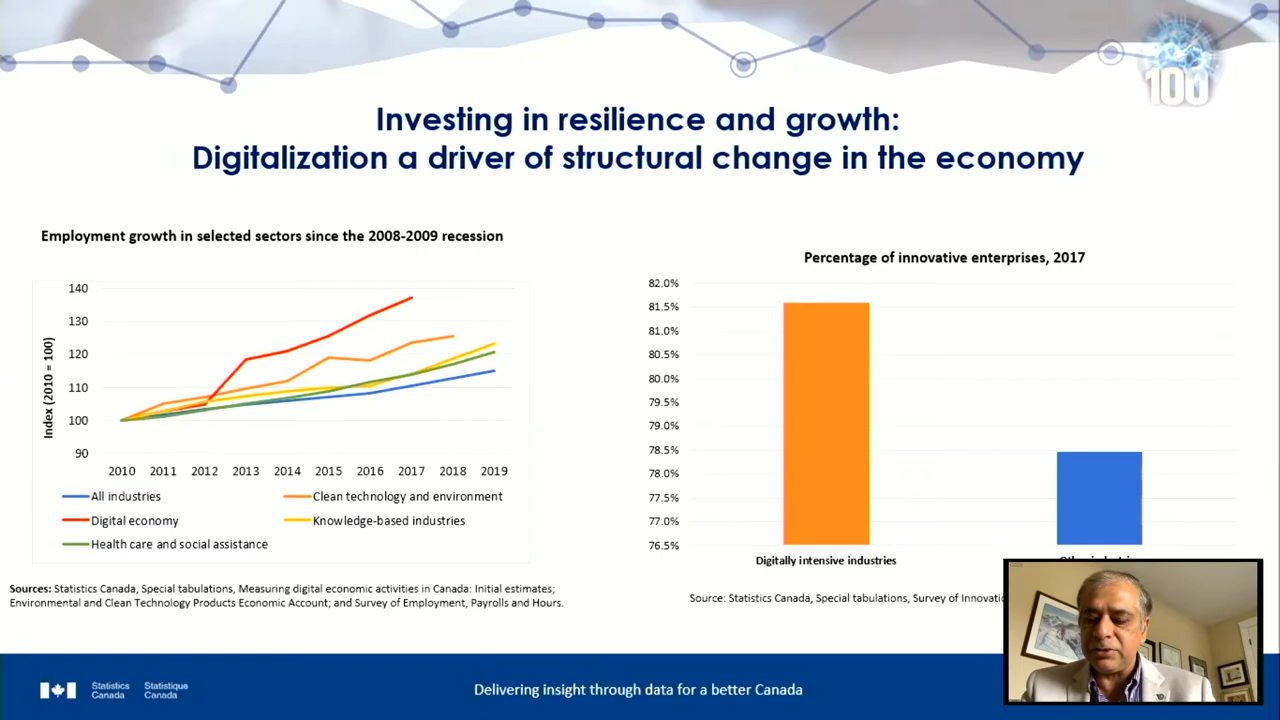 100
Investing in resilience and growth:
Digitalization a driver of structural change in the economy
Employment growth in selected sectors since the 2008-2009 recession
Index (2010 = 100)
140
130
120
110
100
90
2010 2011 2012 2013 2014 2015 2016 2017 2018 2019
All industries
Clean technology and environment
Digital economy
Knowledge-based industries
Health care and social assistance
Sources: Statistics Canada, Special tabulations, Measuring digital economic activities in Canada: Initial estimates;
Environmental and Clean Technology Products Economic Account; and Survey of Employment, Payrolls and Hours.
Percentage of innovative enterprises, 2017
82.0%
81.5%
81.0%
80.5%
80.0%
79.5%
79.0%
78.5%
78.0%
77.5%
77.0%
76.5%
Digitally intensive industries
Source: Statistics Canada, Special tabulations, Survey of
Statistics
Canada
Statistique
Canada
Delivering insight through data for a better Canada